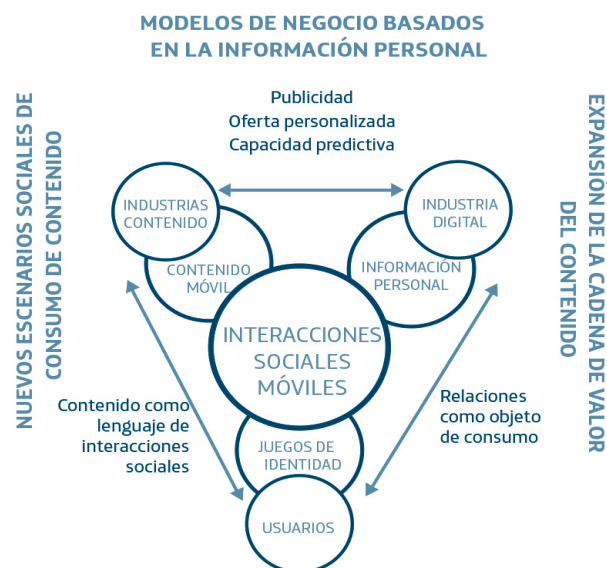 MODELOS DE NEGOCIO BASADOS
EN LA INFORMACIÓN PERSONAL
NUEVOS ESCENARIOS SOCIALES DE
CONSUMO DE CONTENIDO
EXPANSIÓN DE LA CADENA DE VALOR
DEL CONTENIDO
Publicidad
Oferta personalizada
Capacidad predictiva
INDUSTRIAS
CONTENIDO
INDUSTRIA
DIGITAL
CONTENIDO
MÓVIL
INFORMACIÓN
PERSONAL
INTERACCIONES
SOCIALES
MÓVILES
Contenido como
lenguaje de
interacciones
sociales
Relaciones
como objeto
de consumo
JUEGOS DE
IDENTIDAD
USUARIOS